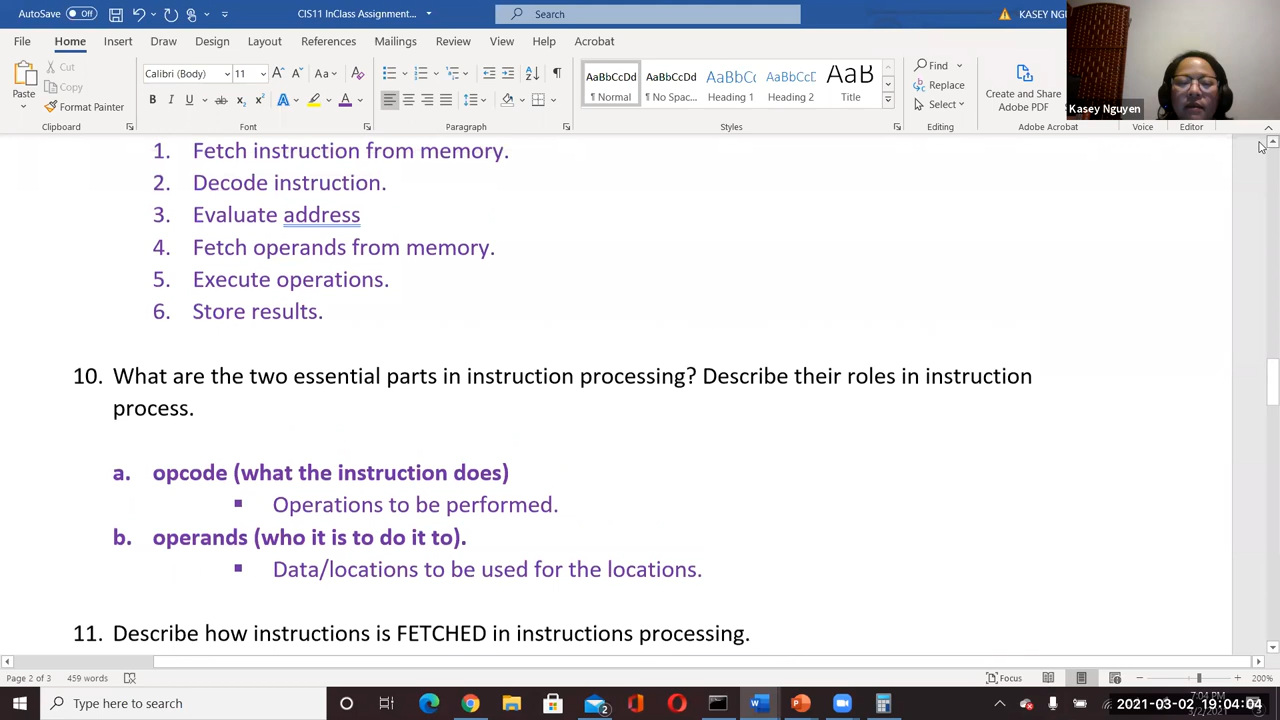 AutoSave Off CIS11 InClass Assignment... Search KASEY NGU
File Home Insert Draw Design Layout References Mailings Review View Help Acrobat
Paste Cut Copy Format Painter Clipboard
Calibri (Body) 11 Font
Paragraph
AaBbCcDd AaBbCcDd AaBbCc AaBbCcD AaB
¶ Normal ¶ No Spac... Heading 1 Heading 2 Title
Styles
Find Replace Select Editing
Create and Share Adobe PDF
Adobe Acrobat Voice Editor
Kasey Nguyen
1. Fetch instruction from memory.
2. Decode instruction.
3. Evaluate address
4. Fetch operands from memory.
5. Execute operations.
6. Store results.
10. What are the two essential parts in instruction processing? Describe their roles in instruction
process.
a. opcode (what the instruction does)
▪ Operations to be performed.
b. operands (who it is to do it to).
▪ Data/locations to be used for the locations.
11. Describe how instructions is FETCHED in instructions processing.
Page 2 of 3 459 words Focus 200%
Type here to search 7:04 PM
2021-03-02 19:04:04